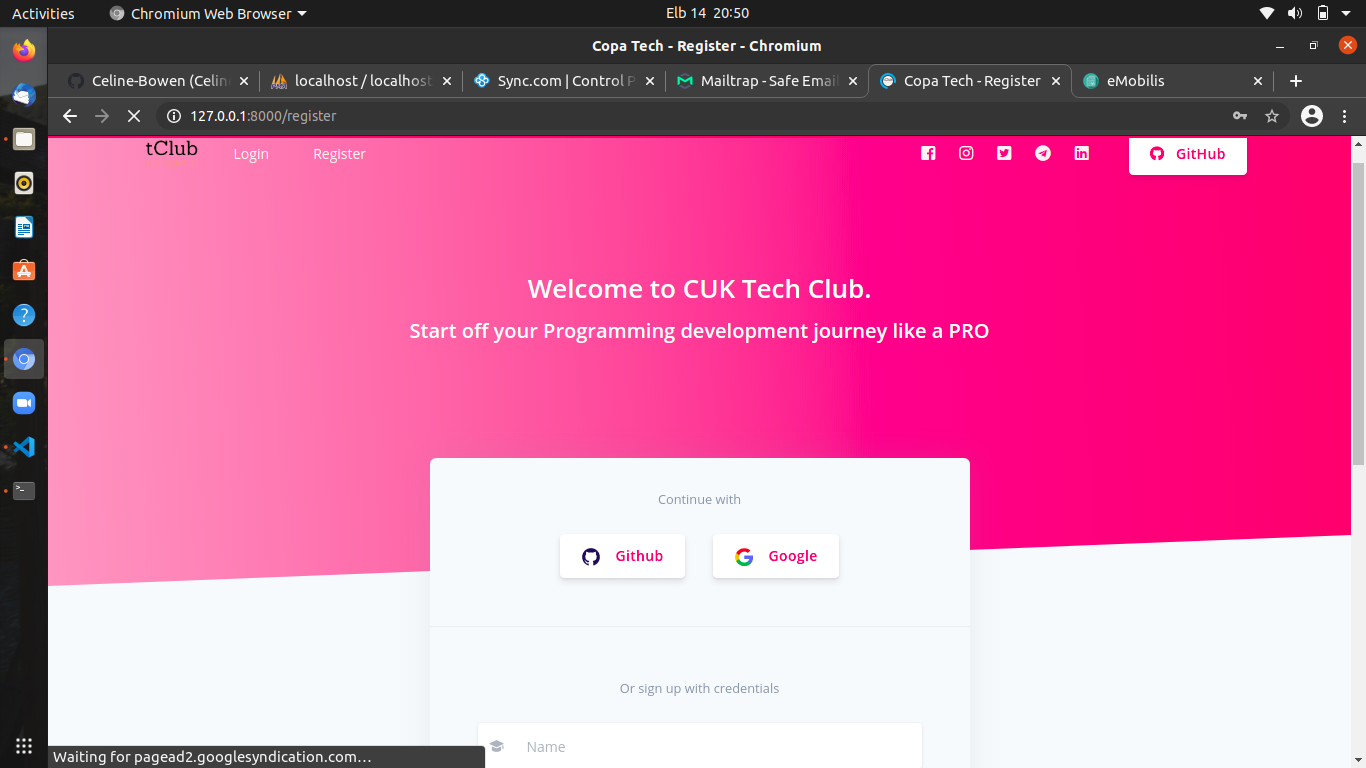 Activities
Chromium Web Browser
Elb 14 20:50
Copa Tech - Register - Chromium
Celine-Bowen (Celin
localhost / localhost
Sync.com | Control P
Mailtrap - Safe Email
Copa Tech - Register
eMobilis
127.0.0.1:8000/register
tClub
Login
Register
GitHub
Welcome to CUK Tech Club.
Start off your Programming development journey like a PRO
Continue with
Github
Google
Or sign up with credentials
Name
Waiting for pagead2.googlesyndication.com…